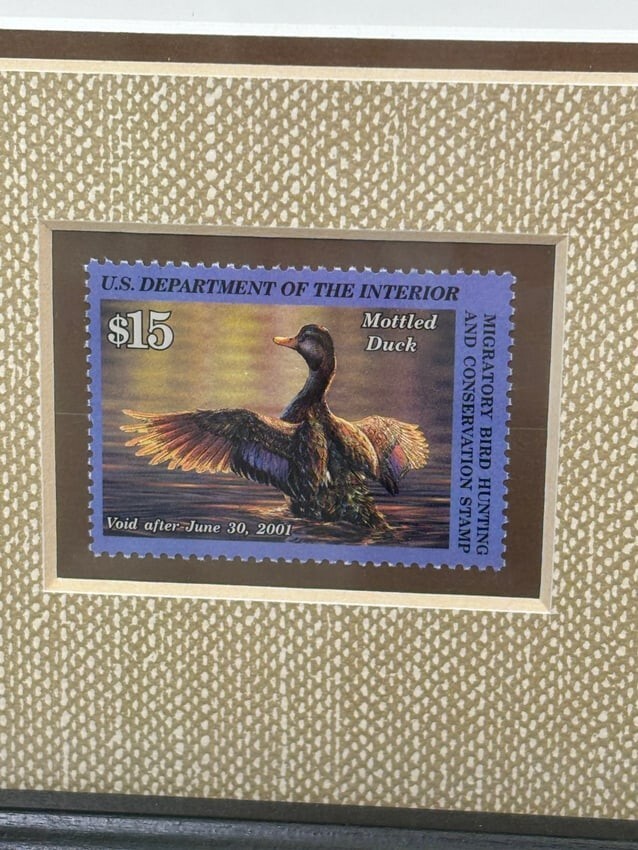 U.S. DEPARTMENT OF THE INTERIOR
$15
Mottled
Duck
MIGRATORY BIRD HUNTING
AND CONSERVATION STAMP
Void after June 30, 2001